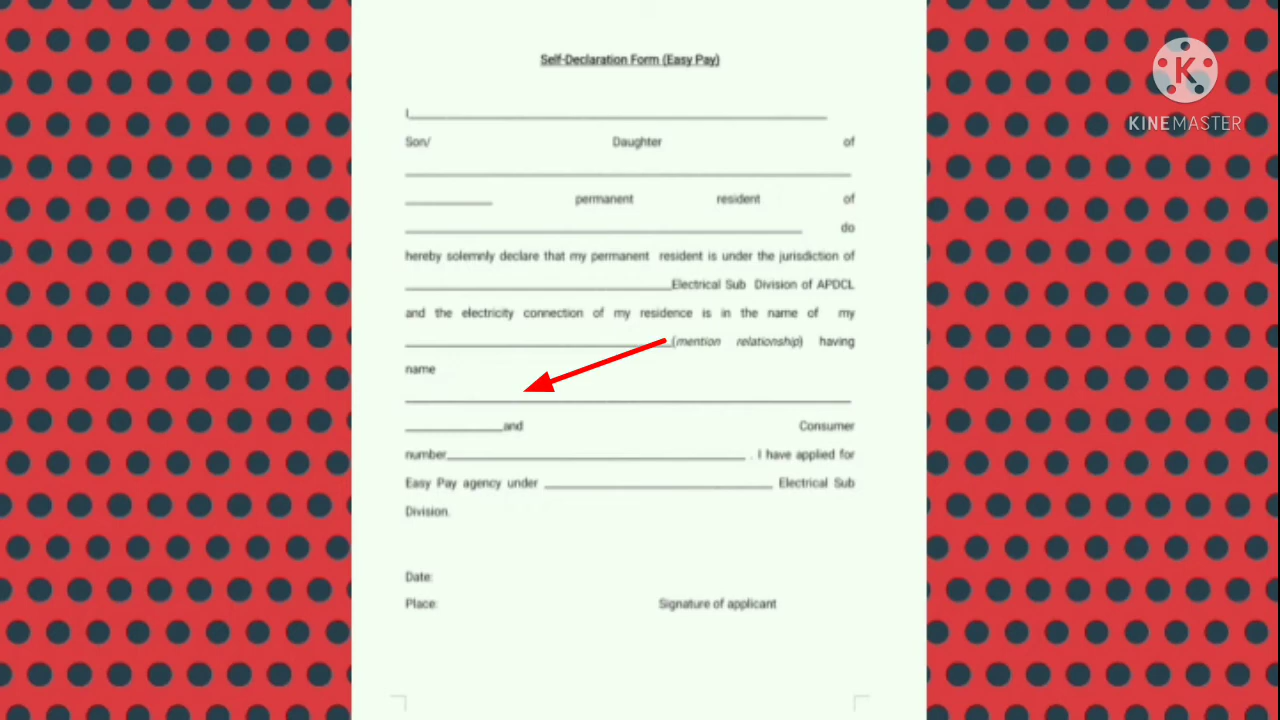 Self-Declaration Form (Easy Pay)
I
Son/ Daughter of
permanent resident of
do
hereby solemnly declare that my permanent resident is under the jurisdiction of
Electrical Sub Division of APDCL
and the electricity connection of my residence is in the name of my
(mention relationship) having
name
and Consumer
number . I have applied for
Easy Pay agency under Electrical Sub
Division.
Date:
Place: Signature of applicant
KINEMASTER